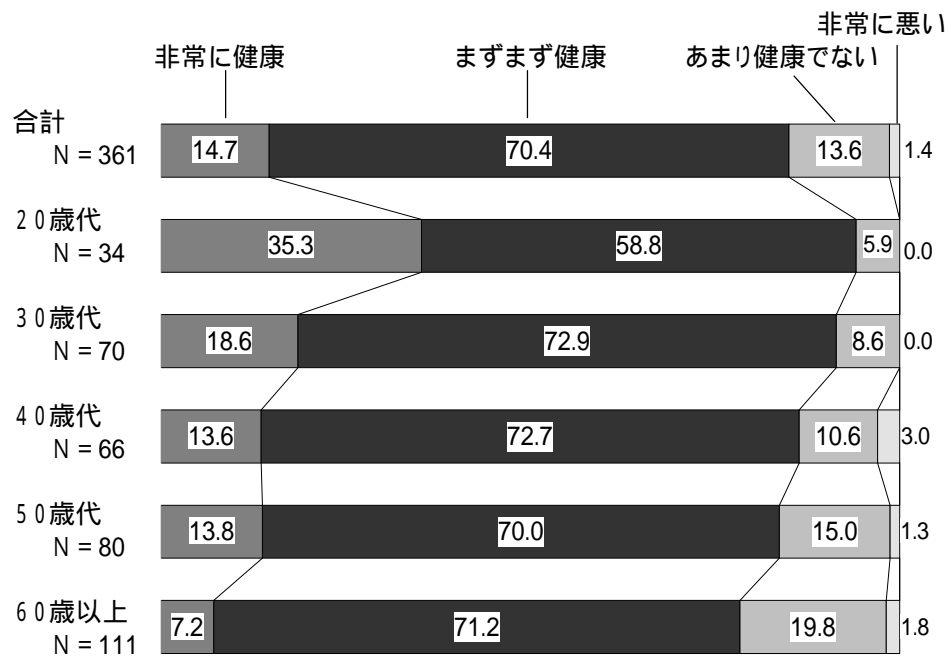 非常に悪い
非常に健康 まずまず健康 あまり健康でない
合計
N = 361 14.7 70.4 13.6 1.4
20歳代
N = 34 35.3 58.8 5.9 0.0
30歳代
N = 70 18.6 72.9 8.6 0.0
40歳代
N = 66 13.6 72.7 10.6 3.0
50歳代
N = 80 13.8 70.0 15.0 1.3
60歳以上
N = 111 7.2 71.2 19.8 1.8